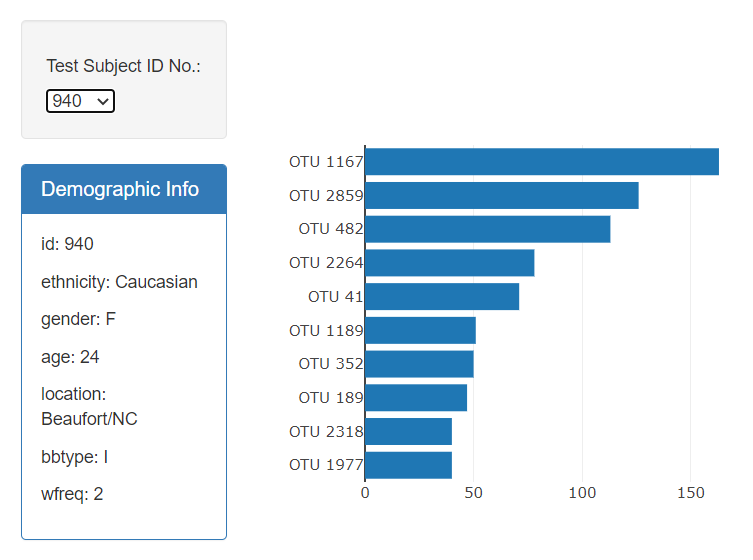 Test Subject ID No.:
940
Demographic Info
id: 940
ethnicity: Caucasian
gender: F
age: 24
location:
Beaufort/NC
bbtype: I
wfreq: 2
OTU 1167
OTU 2859
OTU 482
OTU 2264
OTU 41
OTU 1189
OTU 352
OTU 189
OTU 2318
OTU 1977
0 50 100 150